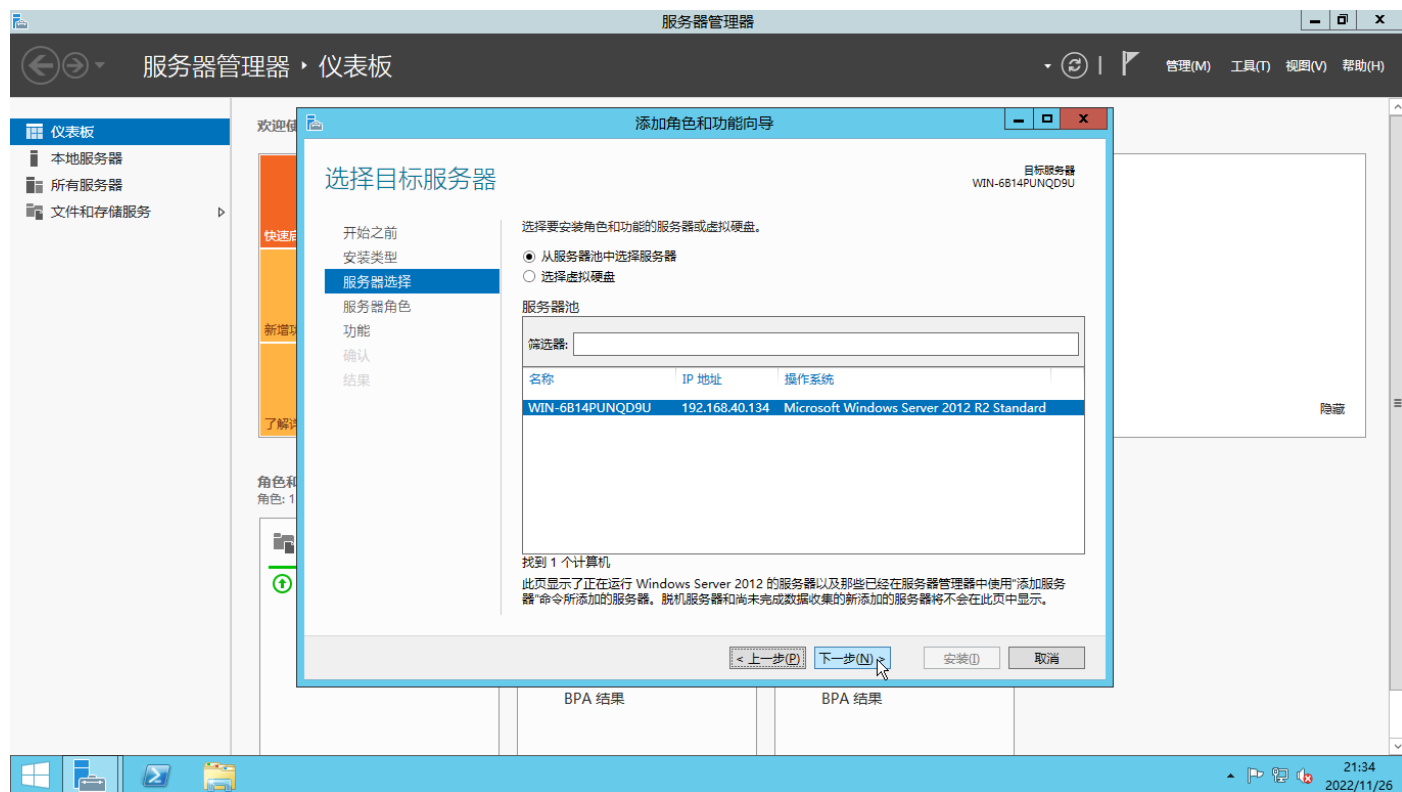 服务器管理器
服务器管理器 仪表板
管理(M) 工具(T) 视图(V) 帮助(H)
仪表板
本地服务器
所有服务器
文件和存储服务
欢迎使
快速启
新增功
了解详
隐藏
角色和
角色: 1
BPA 结果
BPA 结果
添加角色和功能向导
选择目标服务器
目标服务器
WIN-6B14PUNQD9U
开始之前
安装类型
服务器选择
服务器角色
功能
确认
结果
选择要安装角色和功能的服务器或虚拟硬盘。
从服务器池中选择服务器
选择虚拟硬盘
服务器池
筛选器:
名称 IP 地址 操作系统
WIN-6B14PUNQD9U 192.168.40.134 Microsoft Windows Server 2012 R2 Standard
找到 1 个计算机
此页显示了正在运行 Windows Server 2012 的服务器以及那些已经在服务器管理器中使用"添加服务
器"命令所添加的服务器。脱机服务器和尚未完成数据收集的新添加的服务器将不会在此页中显示。
< 上一步(P) 下一步(N) > 安装(I) 取消
21:34
2022/11/26